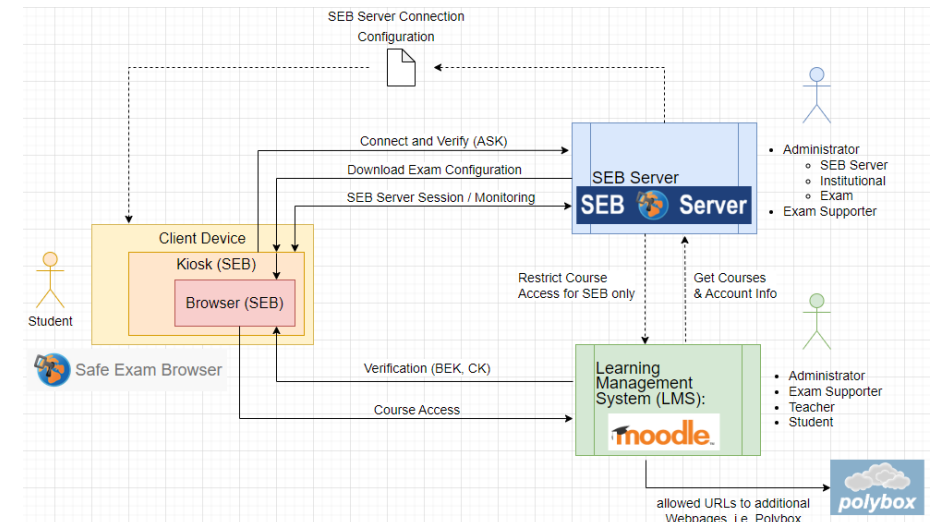 SEB Server Connection
Configuration
Connect and Verify (ASK)
Download Exam Configuration
SEB Server Session / Monitoring
SEB Server
SEB Server
Administrator
SEB Server
Institutional
Exam
Exam Supporter
Client Device
Kiosk (SEB)
Browser (SEB)
Student
Safe Exam Browser
Restrict Course
Access for SEB only
Get Courses
& Account Info
Verification (BEK, CK)
Course Access
Learning
Management
System (LMS):
moodle
Administrator
Exam Supporter
Teacher
Student
allowed URLs to additional
Webpages, i.e. Polybox
polybox